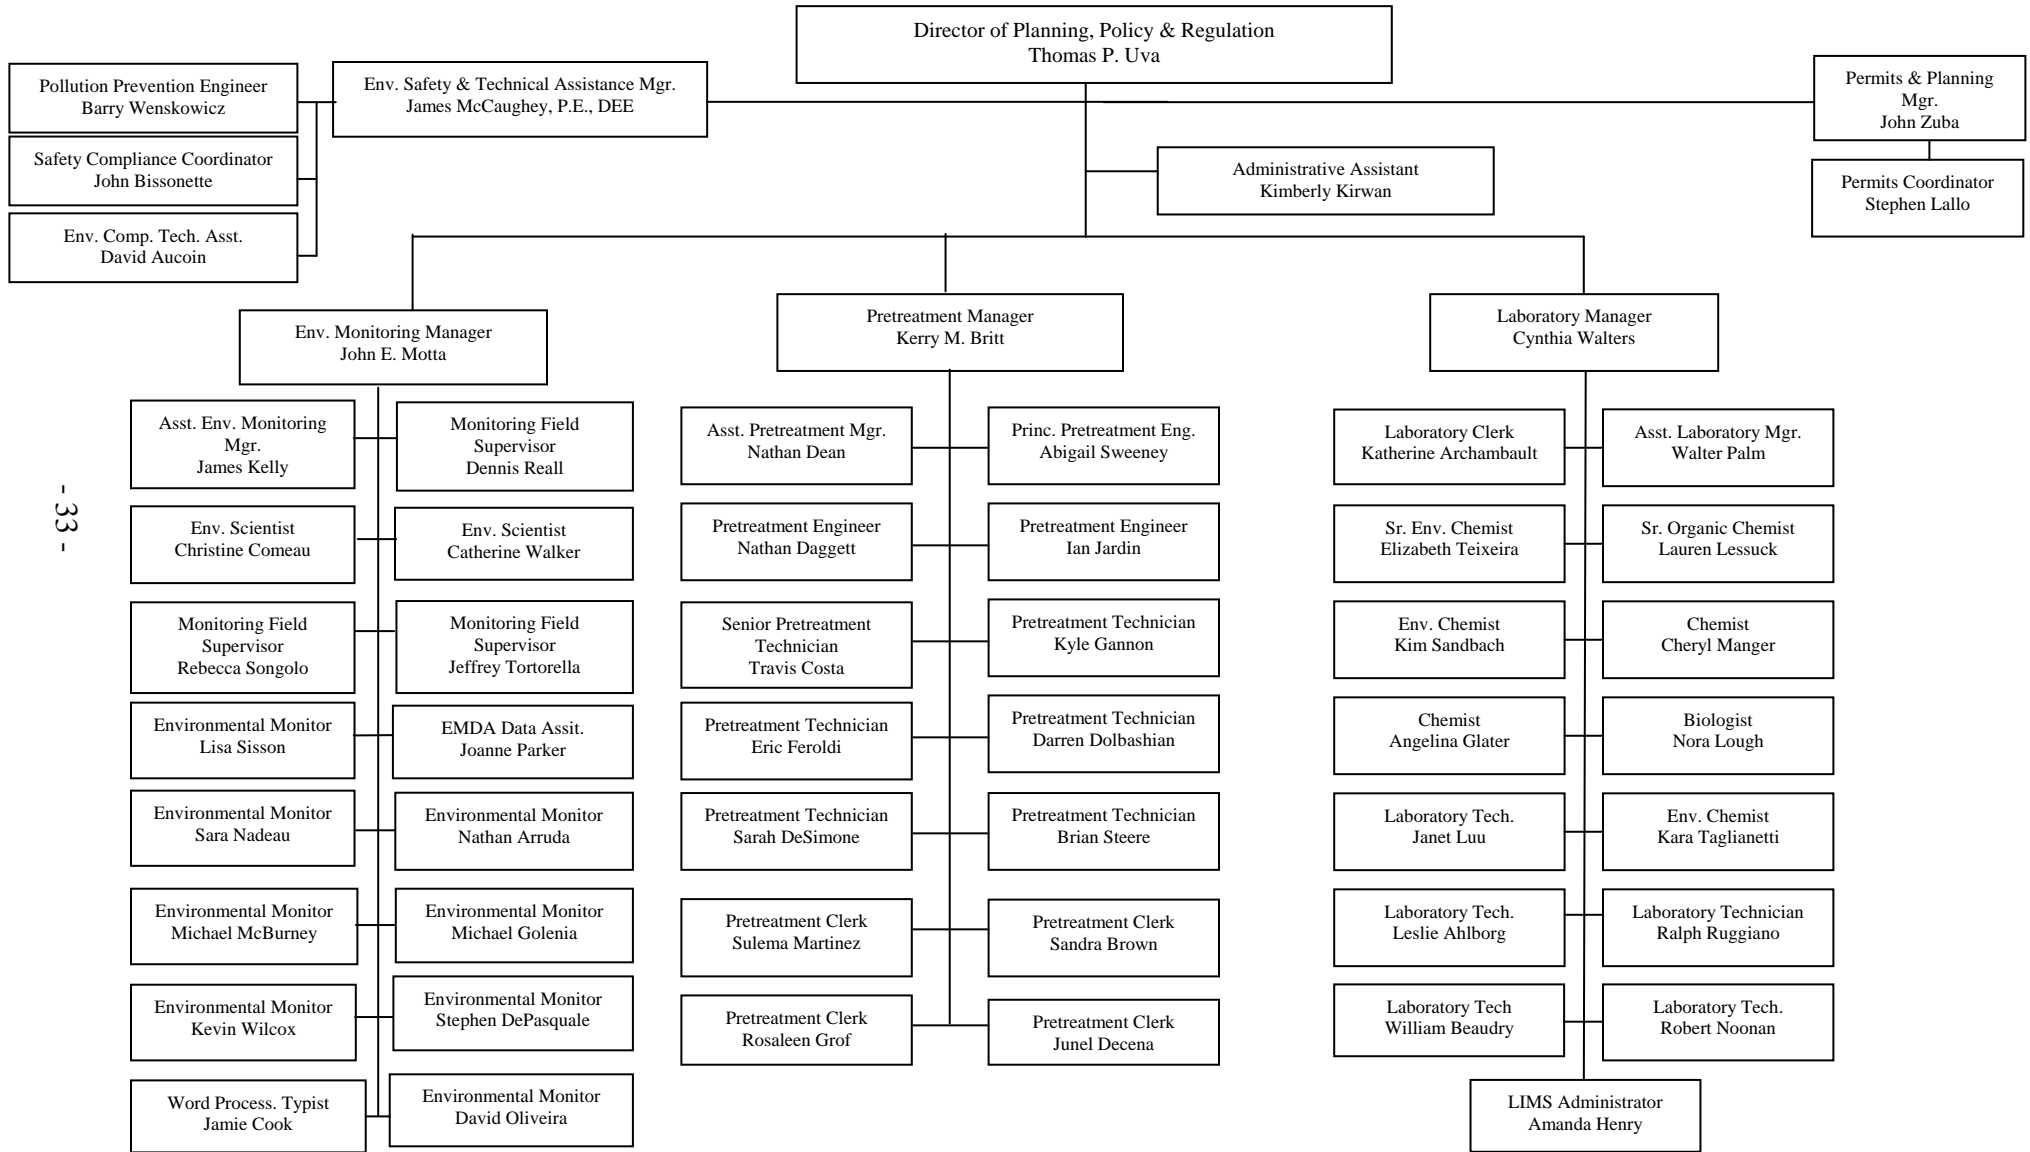 Director of Planning, Policy & Regulation
Thomas P. Uva
Pollution Prevention Engineer
Barry Wenskowicz
Env. Safety & Technical Assistance Mgr.
James McCaughey, P.E., DEE
Permits & Planning
Mgr.
John Zuba
Safety Compliance Coordinator
John Bissonette
Administrative Assistant
Kimberly Kirwan
Permits Coordinator
Stephen Lallo
Env. Comp. Tech. Asst.
David Aucoin
Env. Monitoring Manager
John E. Motta
Pretreatment Manager
Kerry M. Britt
Laboratory Manager
Cynthia Walters
Asst. Env. Monitoring
Mgr.
James Kelly
Monitoring Field
Supervisor
Dennis Reall
Env. Scientist
Christine Comeau
Env. Scientist
Catherine Walker
Monitoring Field
Supervisor
Rebecca Songolo
Monitoring Field
Supervisor
Jeffrey Tortorella
Environmental Monitor
Lisa Sisson
EMDA Data Assit.
Joanne Parker
Environmental Monitor
Sara Nadeau
Environmental Monitor
Nathan Arruda
Environmental Monitor
Michael McBurney
Environmental Monitor
Michael Golenia
Environmental Monitor
Kevin Wilcox
Environmental Monitor
Stephen DePasquale
Word Process. Typist
Jamie Cook
Environmental Monitor
David Oliveira
Asst. Pretreatment Mgr.
Nathan Dean
Princ. Pretreatment Eng.
Abigail Sweeney
Pretreatment Engineer
Nathan Daggett
Pretreatment Engineer
Ian Jardin
Senior Pretreatment
Technician
Travis Costa
Pretreatment Technician
Kyle Gannon
Pretreatment Technician
Eric Feroldi
Pretreatment Technician
Darren Dolbashian
Pretreatment Technician
Sarah DeSimone
Pretreatment Technician
Brian Steere
Pretreatment Clerk
Sulema Martinez
Pretreatment Clerk
Sandra Brown
Pretreatment Clerk
Rosaleen Grof
Pretreatment Clerk
Junel Decena
Laboratory Clerk
Katherine Archambault
Asst. Laboratory Mgr.
Walter Palm
Sr. Env. Chemist
Elizabeth Teixeira
Sr. Organic Chemist
Lauren Lessuck
Env. Chemist
Kim Sandbach
Chemist
Cheryl Manger
Chemist
Angelina Glater
Biologist
Nora Lough
Laboratory Tech.
Janet Luu
Env. Chemist
Kara Taglianetti
Laboratory Tech.
Leslie Ahlborg
Laboratory Technician
Ralph Ruggiano
Laboratory Tech
William Beaudry
Laboratory Tech.
Robert Noonan
LIMS Administrator
Amanda Henry
- 33 -